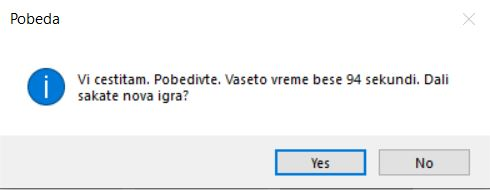 Pobeda
Vi cestitam. Pobedivte. Vaseto vreme bese 94 sekundi. Dali
sakate nova igra?
Yes
No